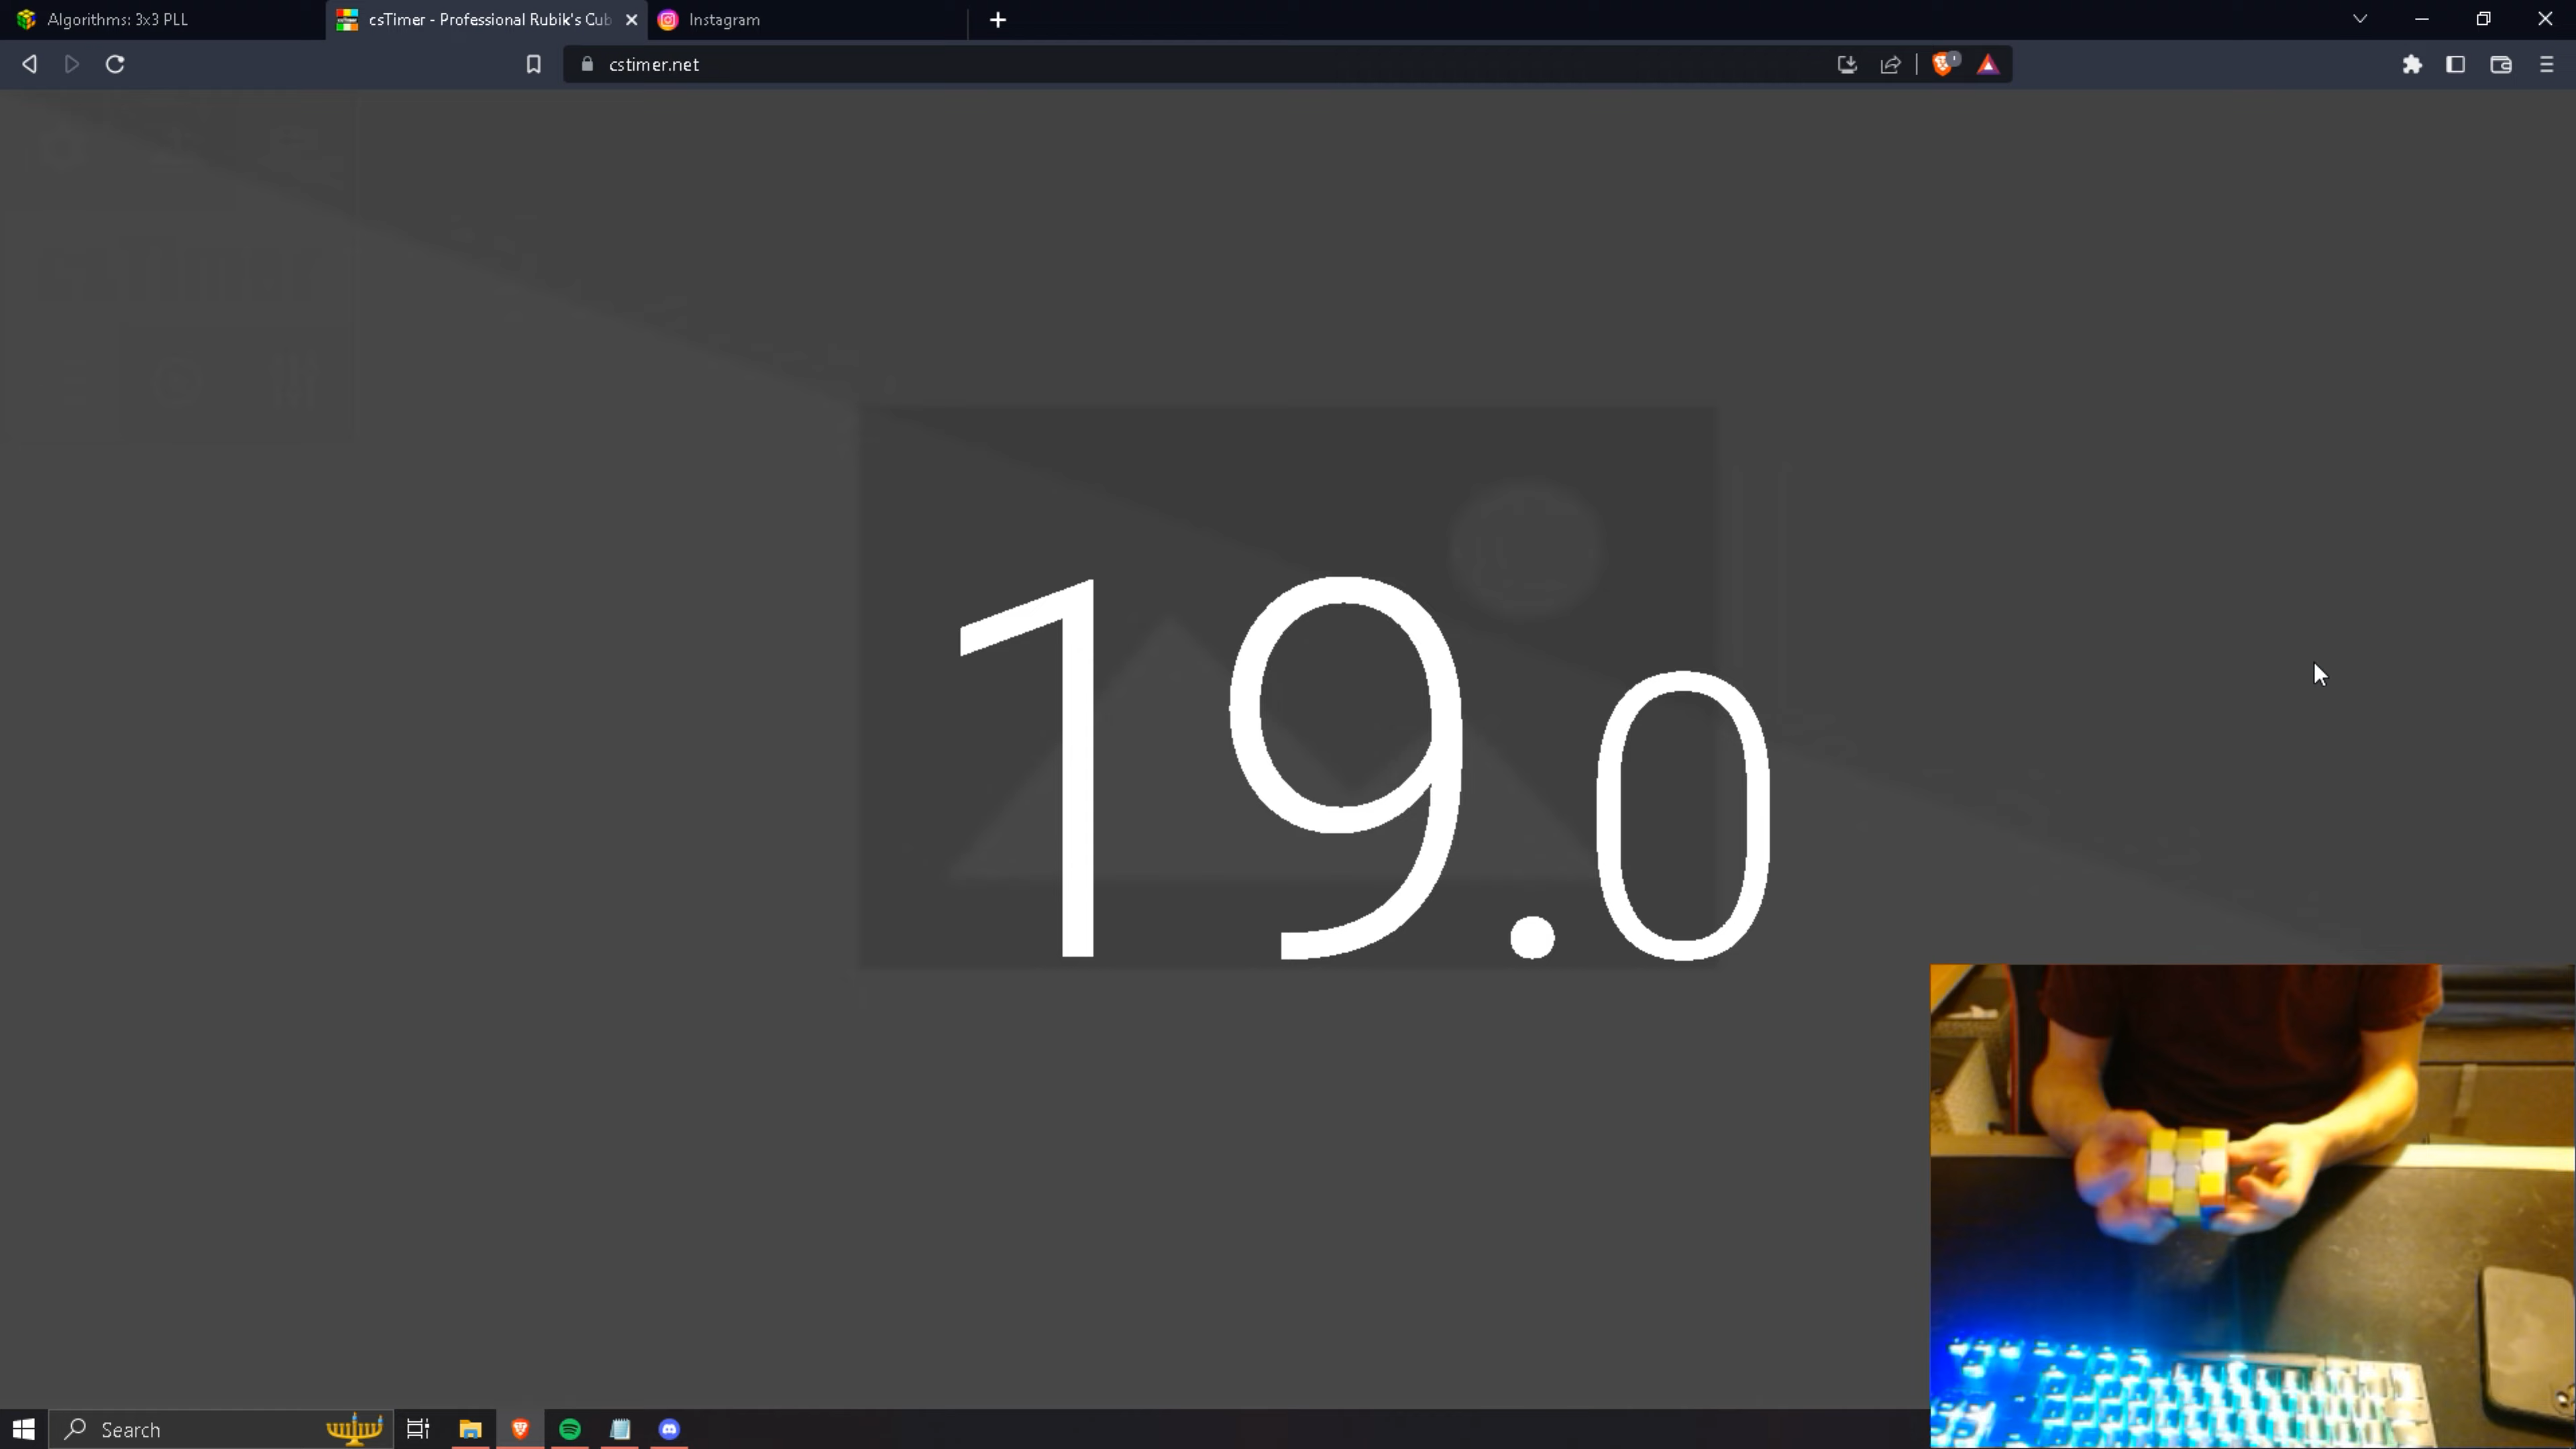 Algorithms: 3x3 PLL
csTimer - Professional Rubik's Cub
Instagram
cstimer.net
19.0
Search